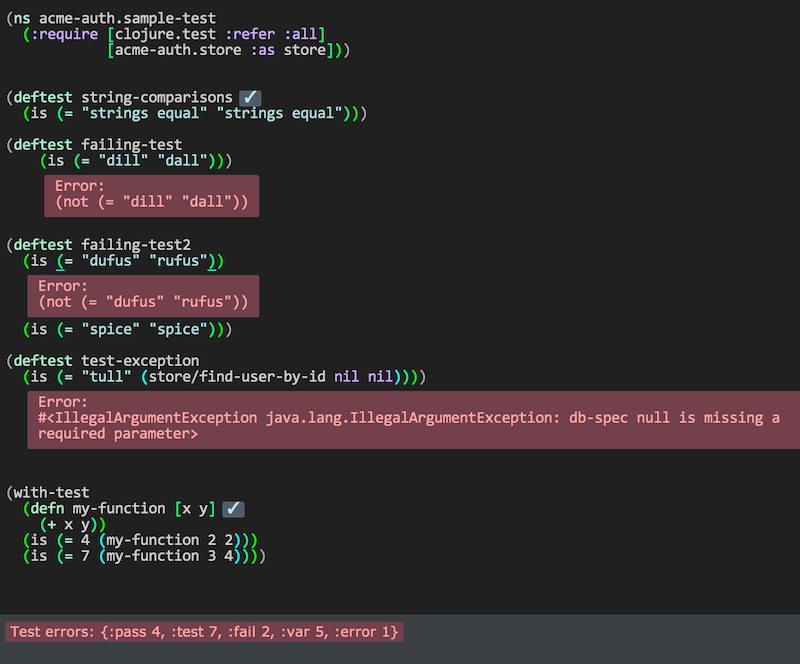 (ns acme-auth.sample-test
(:require [clojure.test :refer :all]
[acme-auth.store :as store]))
(deftest string-comparisons ✓
(is (= "strings equal" "strings equal")))
(deftest failing-test
(is (= "dill" "dall")))
Error:
(not (= "dill" "dall"))
(deftest failing-test2
(is (= "dufus" "rufus"))
Error:
(not (= "dufus" "rufus"))
(is (= "spice" "spice")))
(deftest test-exception
(is (= "tull" (store/find-user-by-id nil nil))))
Error:
#<IllegalArgumentException java.lang.IllegalArgumentException: db-spec null is missing a
required parameter>
(with-test
(defn my-function [x y] ✓
(+ x y))
(is (= 4 (my-function 2 2)))
(is (= 7 (my-function 3 4))))
Test errors: {:pass 4, :test 7, :fail 2, :var 5, :error 1}